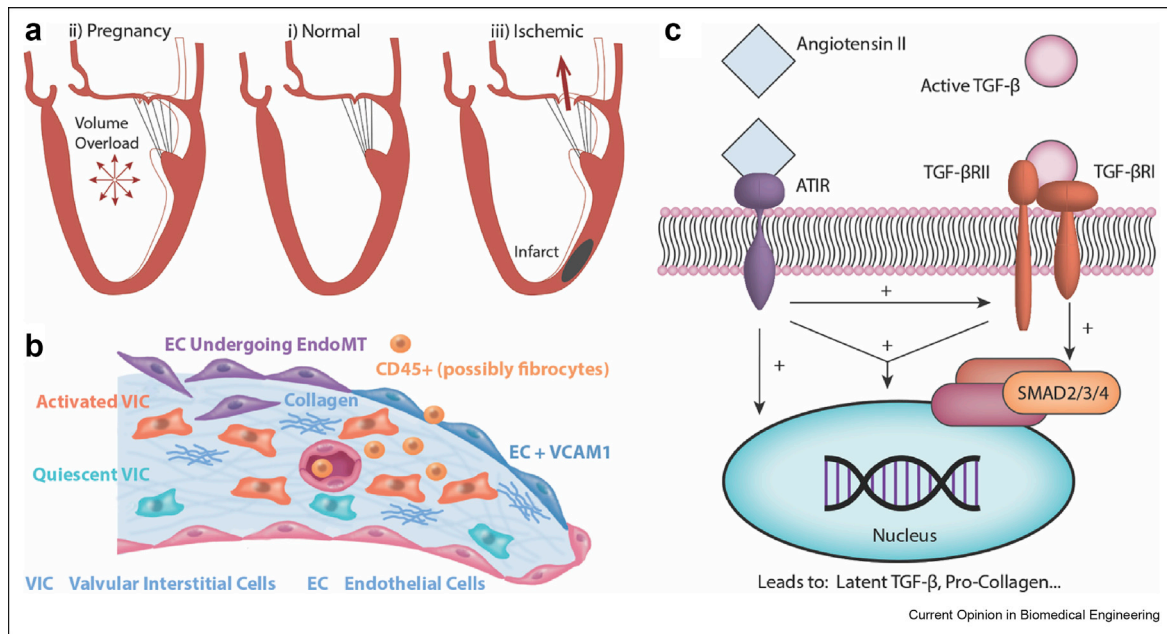 a
ii) Pregnancy
i) Normal
iii) Ischemic
Volume
Overload
Infarct
b
EC Undergoing EndoMT
CD45+ (possibly fibrocytes)
Activated VIC
Collagen
EC + VCAM1
Quiescent VIC
VIC Valvular Interstitial Cells EC Endothelial Cells
c
Angiotensin II
Active TGF-β
ATIR
TGF-βRII
TGF-βRI
+
+
+
+
SMAD2/3/4
Nucleus
Leads to: Latent TGF-β, Pro-Collagen...
Current Opinion in Biomedical Engineering